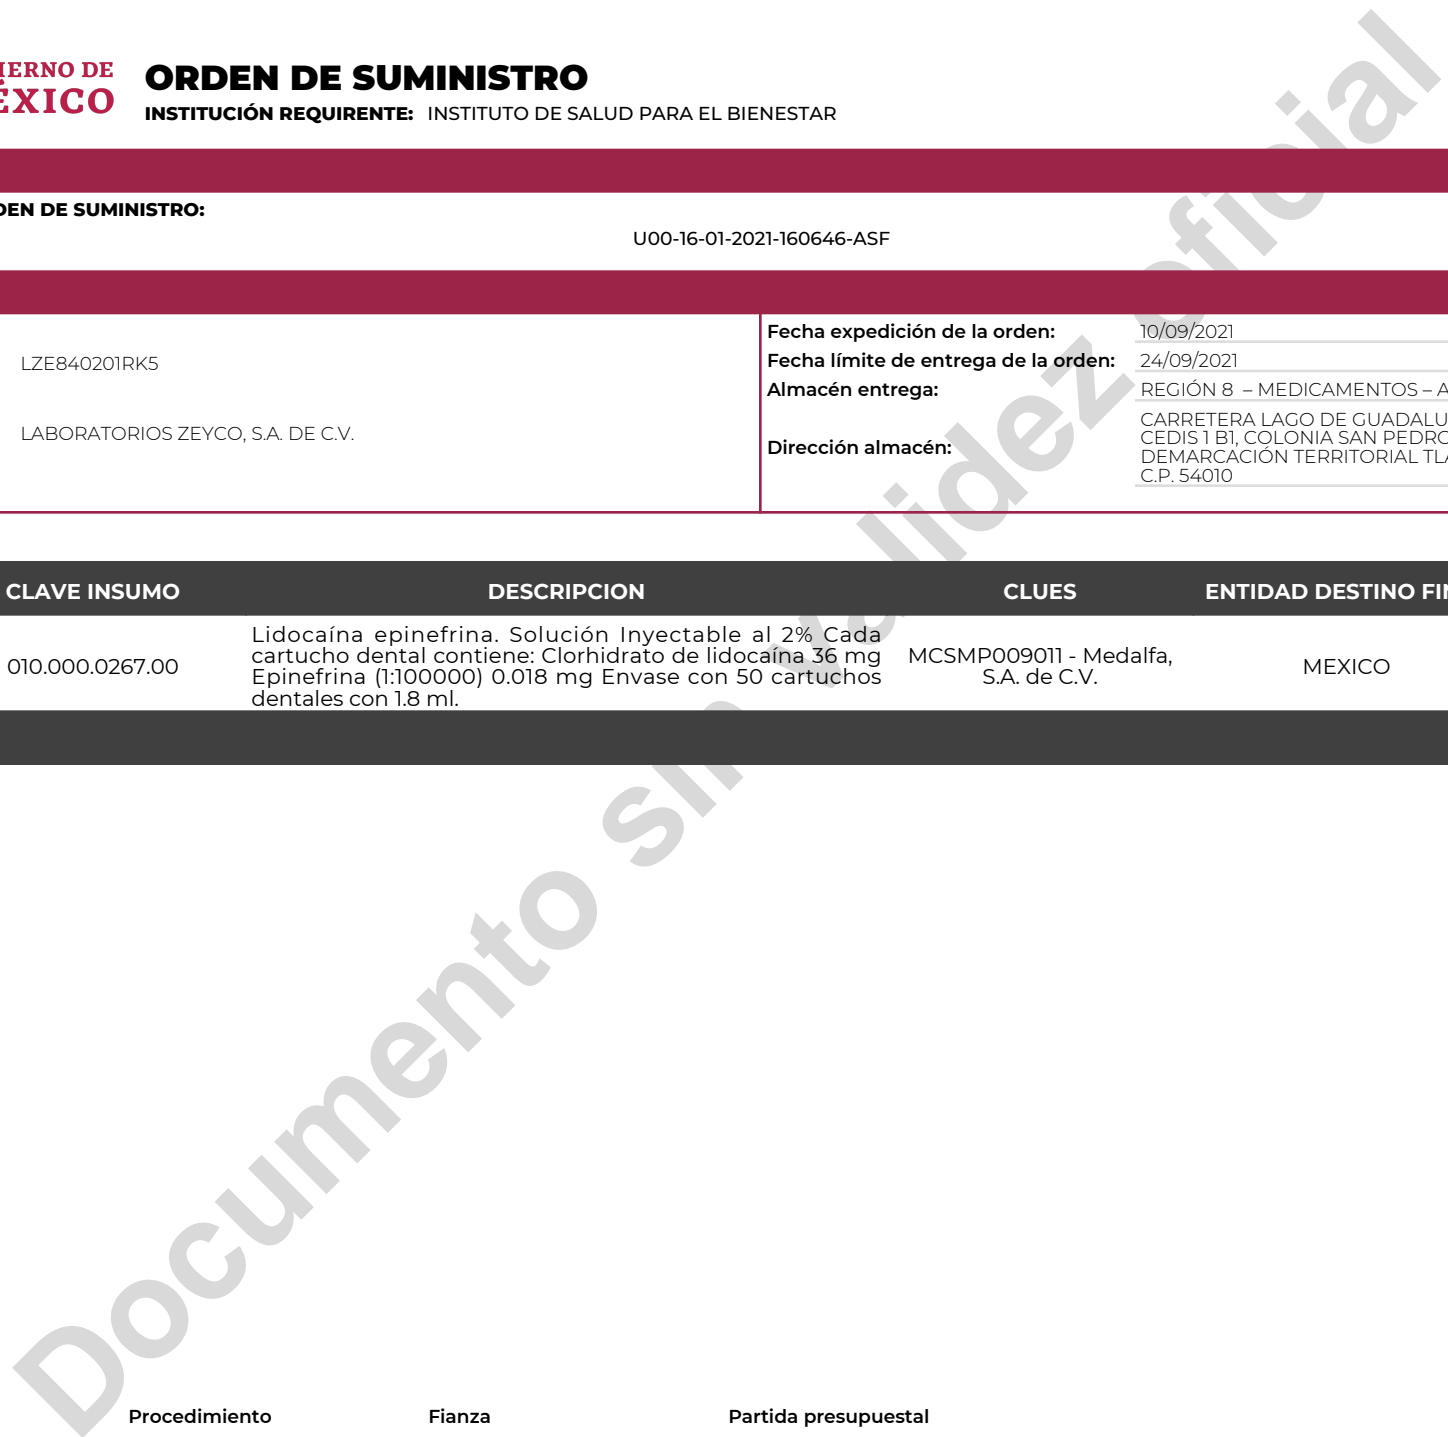 IERNO DE
ÉXICO
ORDEN DE SUMINISTRO
INSTITUCIÓN REQUIRENTE: INSTITUTO DE SALUD PARA EL BIENESTAR
DEN DE SUMINISTRO:
U00-16-01-2021-160646-ASF
LZE840201RK5
LABORATORIOS ZEYCO, S.A. DE C.V.
Fecha expedición de la orden: 10/09/2021
Fecha límite de entrega de la orden: 24/09/2021
Almacén entrega: REGIÓN 8 – MEDICAMENTOS – A
Dirección almacén:
CARRETERA LAGO DE GUADALU
CEDIS 1 B1, COLONIA SAN PEDRO
DEMARCACIÓN TERRITORIAL TLA
C.P. 54010
CLAVE INSUMO DESCRIPCION CLUES ENTIDAD DESTINO FIN
010.000.0267.00
Lidocaína epinefrina. Solución Inyectable al 2% Cada
cartucho dental contiene: Clorhidrato de lidocaína 36 mg
Epinefrina (1:100000) 0.018 mg Envase con 50 cartuchos
dentales con 1.8 ml.
MCSMP009011 - Medalfa,
S.A. de C.V.
MEXICO
Documento sin validez oficial
Procedimiento Fianza Partida presupuestal